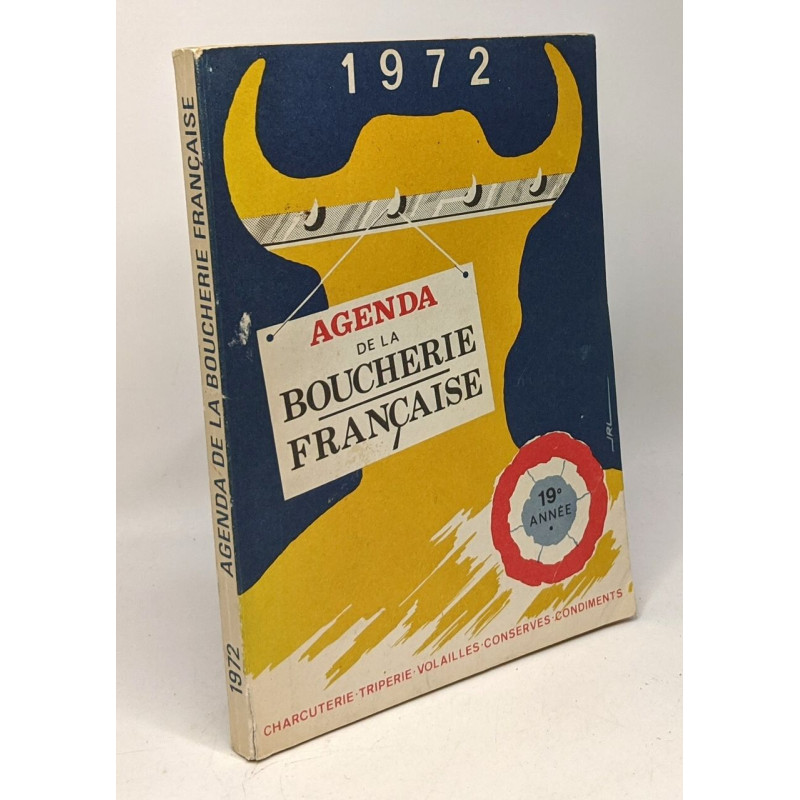 1972
AGENDA
DE LA
BOUCHERIE
FRANÇAISE
19e
ANNÉE
JRL
CHARCUTERIE·TRIPERIE·VOLAILLES·CONSERVES·CONDIMENTS
1972 AGENDA DE LA BOUCHERIE FRANÇAISE